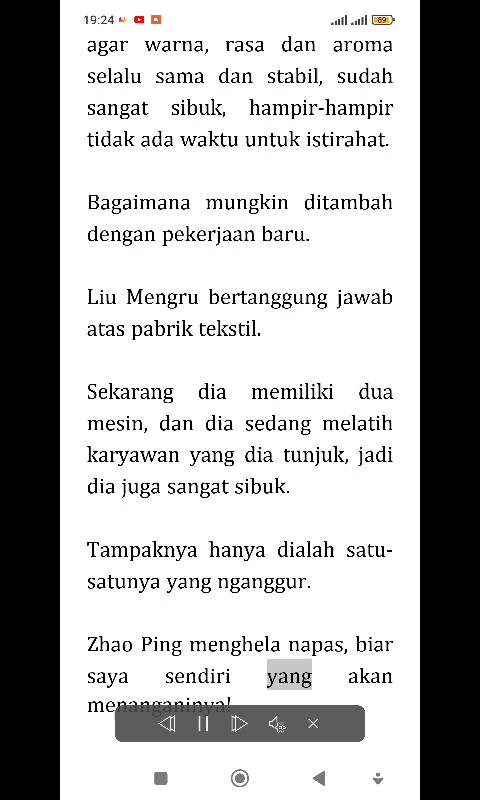 19:24
89
agar warna, rasa dan aroma
selalu sama dan stabil, sudah
sangat sibuk, hampir-hampir
tidak ada waktu untuk istirahat.
Bagaimana mungkin ditambah
dengan pekerjaan baru.
Liu Mengru bertanggung jawab
atas pabrik tekstil.
Sekarang dia memiliki dua
mesin, dan dia sedang melatih
karyawan yang dia tunjuk, jadi
dia juga sangat sibuk.
Tampaknya hanya dialah satu-
satunya yang nganggur.
Zhao Ping menghela napas, biar
saya sendiri yang akan
menanganinya!